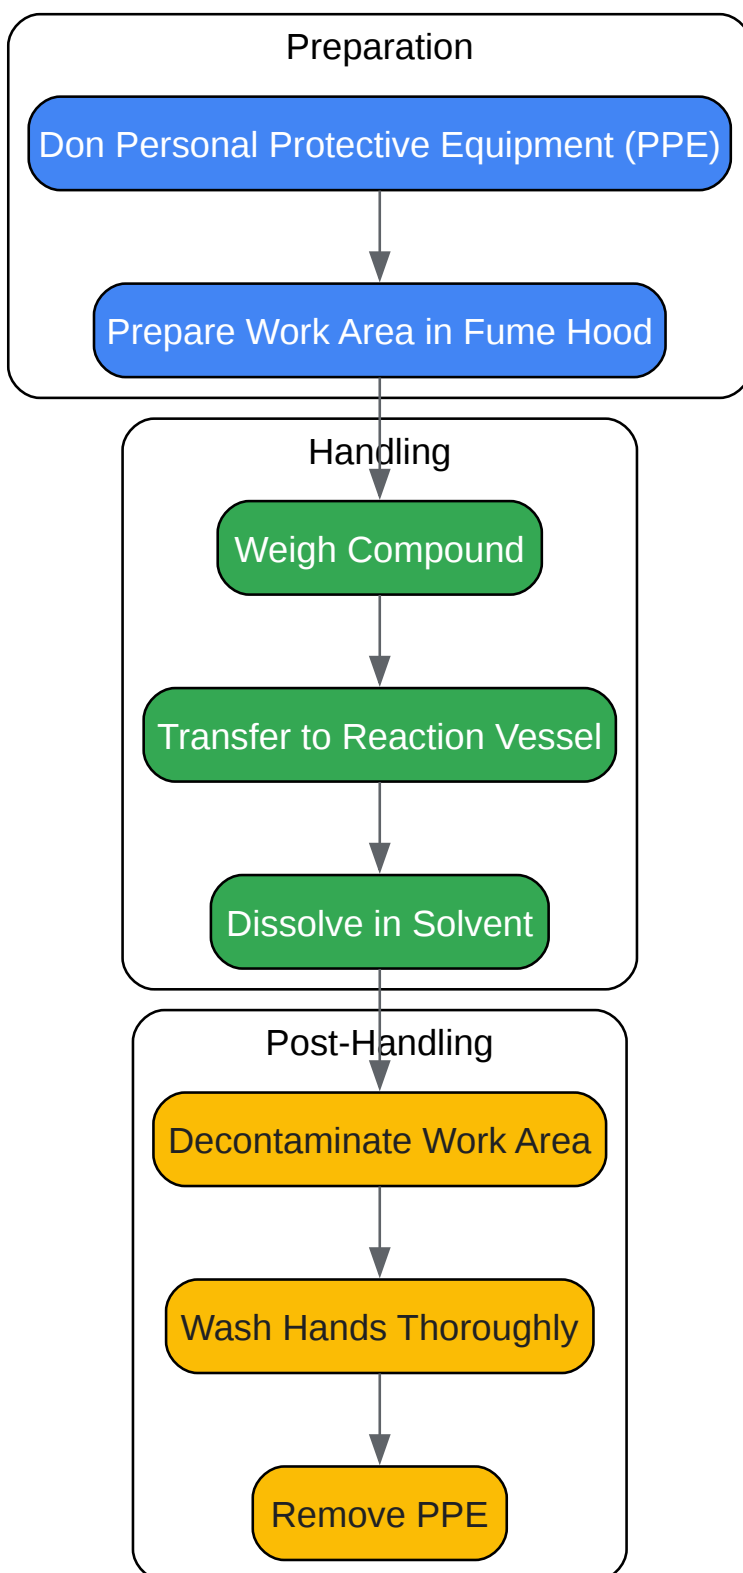 Preparation
Don Personal Protective Equipment (PPE)
Prepare Work Area in Fume Hood
Handling
Weigh Compound
Transfer to Reaction Vessel
Dissolve in Solvent
Post-Handling
Decontaminate Work Area
Wash Hands Thoroughly
Remove PPE